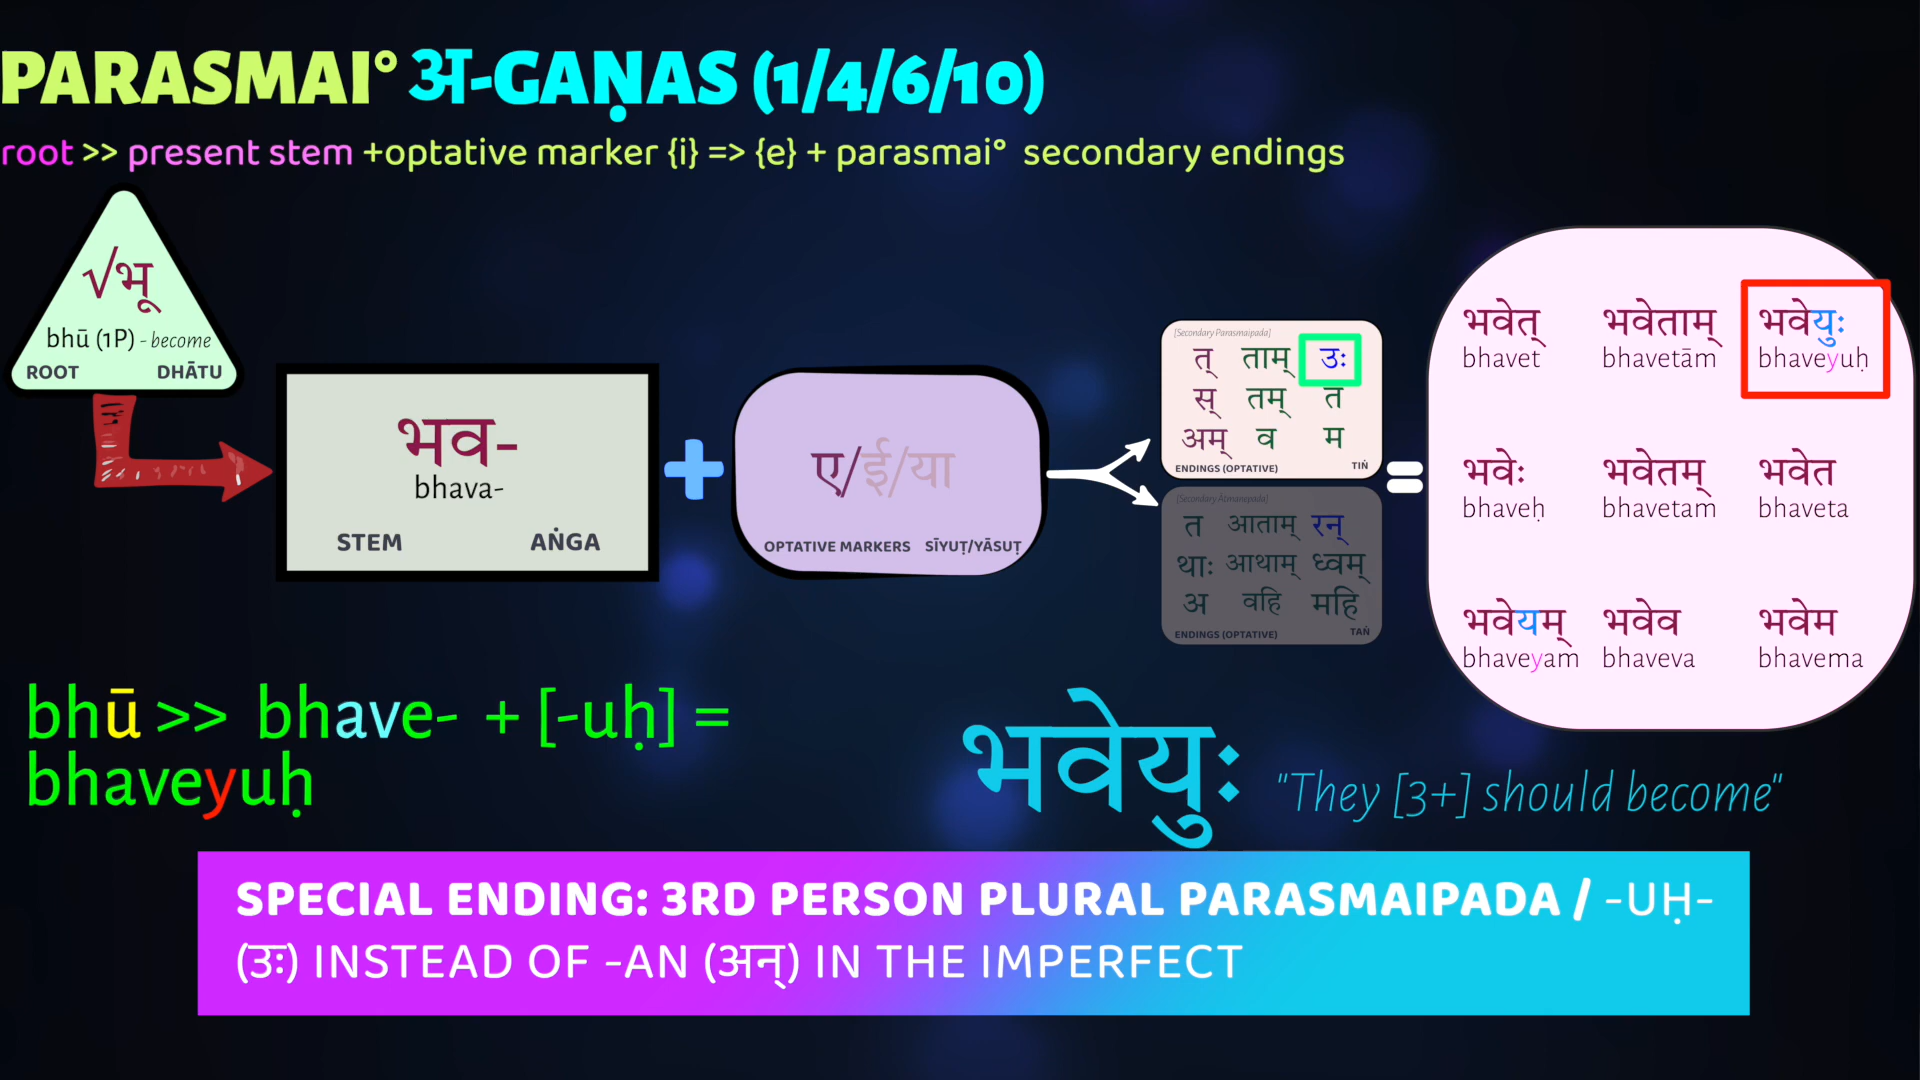 PARASMAI° अ-GAṆAS (1/4/6/10)
root >> present stem +optative marker {i} => {e} + parasmai° secondary endings
√भू
bhū (1P) - become
ROOT DHĀTU
भव-
bhava-
STEM AṄGA
+
ए/ई/या
OPTATIVE MARKERS SĪYUṬ/YĀSUṬ
[Secondary Parasmaipada]
त् ताम् उः
स् तम् त
अम् व म
ENDINGS (OPTATIVE) TIṄ
(Secondary Ātmanepada)
त आताम् रन्
थाः आथाम् ध्वम्
अ वहि महि
ENDINGS (OPTATIVE) TAṄ
=
भवेत् भवेताम् भवेयुः
bhavet bhavetām bhaveyuḥ
भवेः भवेतम् भवेत
bhaveḥ bhavetam bhaveta
भवेयम् भवेव भवेम
bhaveyam bhaveva bhavema
bhū >> bhave- + [-uḥ] =
bhaveyuḥ
भवेयुः "They [3+] should become"
SPECIAL ENDING: 3RD PERSON PLURAL PARASMAIPADA / -UḤ-
(उः) INSTEAD OF -AN (अन्) IN THE IMPERFECT